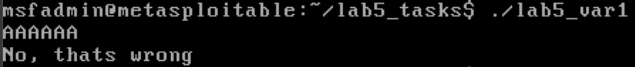 msfadmin@metasploitable:~/lab5_tasks$ ./lab5_var1
AAAAAA
No, thats wrong